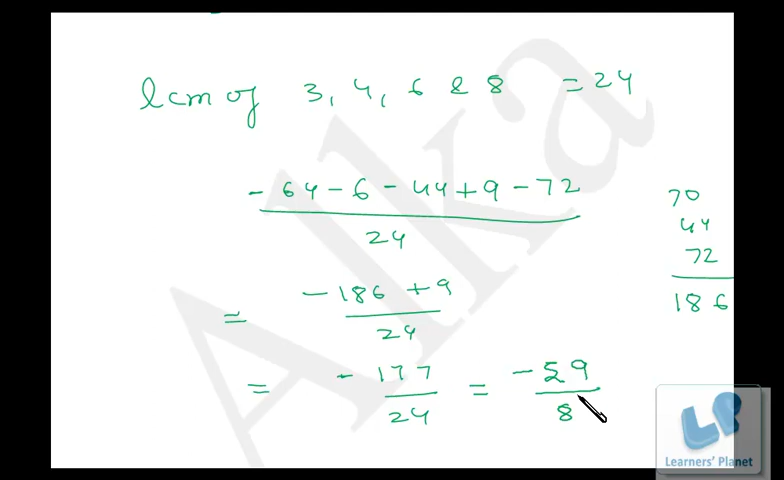 lcm of 3, 4, 6 & 8 = 24
- 64 - 6 - 44 + 9 - 72
24
70
44
72
186
= - 186 + 9
24
= - 177 = - 59
24 8
Alka
LP
Learners' Planet